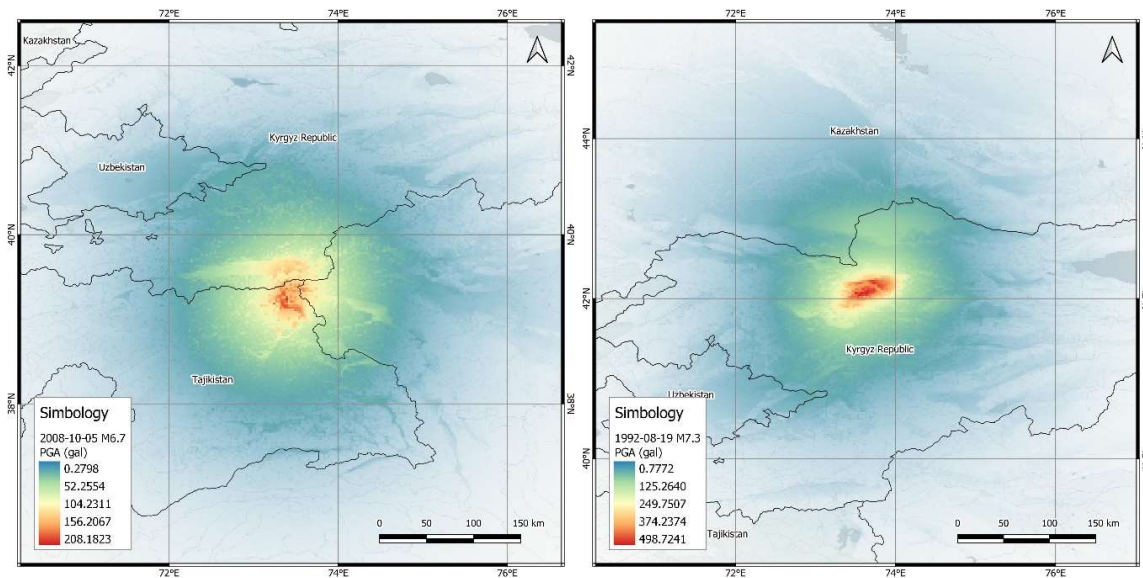 72°E 74°E 76°E
Kazakhstan
42°N 42°N
Kyrgyz Republic
Uzbekistan
40°N 40°N
Tajikistan
38°N 38°N
Simbology
2008-10-05 M6.7
PGA (gal)
0.2798
52.2554
104.2311
156.2067
208.1823
0 50 100 150 km
72°E 74°E 76°E
72°E 74°E 76°E
Kazakhstan
44°N
42°N
Kyrgyz Republic
Uzbekistan
40°N
Tajikistan
Simbology
1992-08-19 M7.3
PGA (gal)
0.7772
125.2640
249.7507
374.2374
498.7241
0 50 100 150 km
72°E 74°E 76°E